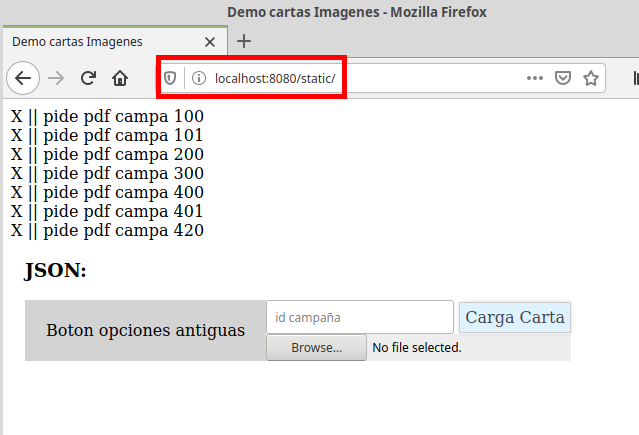 Demo cartas Imagenes - Mozilla Firefox
Demo cartas Imagenes
localhost:8080/static/
X || pide pdf campa 100
X || pide pdf campa 101
X || pide pdf campa 200
X || pide pdf campa 300
X || pide pdf campa 400
X || pide pdf campa 401
X || pide pdf campa 420
JSON:
Boton opciones antiguas
id campaña
Carga Carta
Browse...
No file selected.